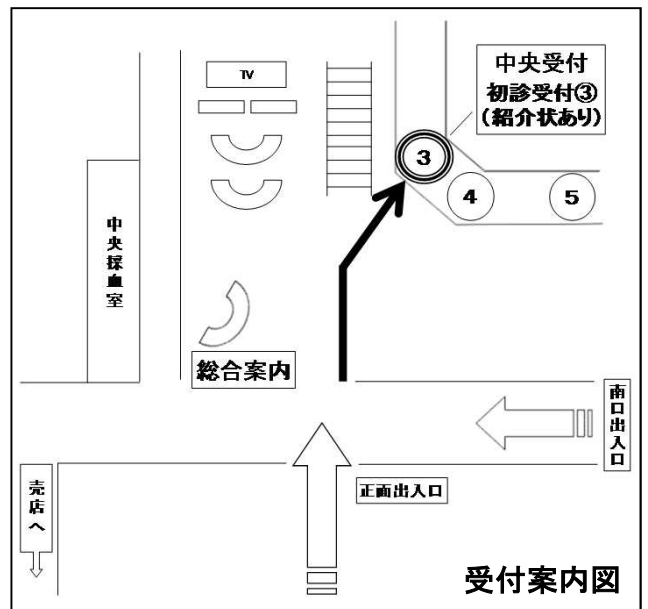 TV
中央受付
初診受付③
(紹介状あり)
3
4
5
中央採血室
総合案内
南口出入口
売店へ
正面出入口
受付案内図